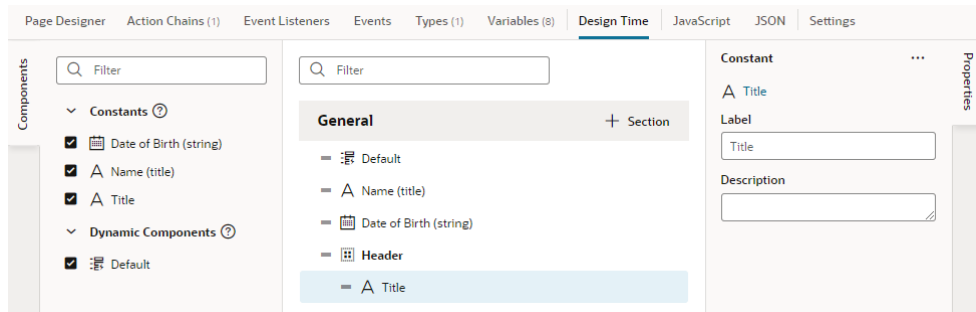 Page Designer Action Chains (1) Event Listeners Events Types (1) Variables (8) Design Time JavaScript JSON Settings
Components
Filter
Constants ?
Date of Birth (string)
Name (title)
Title
Dynamic Components ?
Default
Filter
General + Section
Default
Name (title)
Date of Birth (string)
Header
Title
Constant ...
Title
Label
Title
Description
Properties